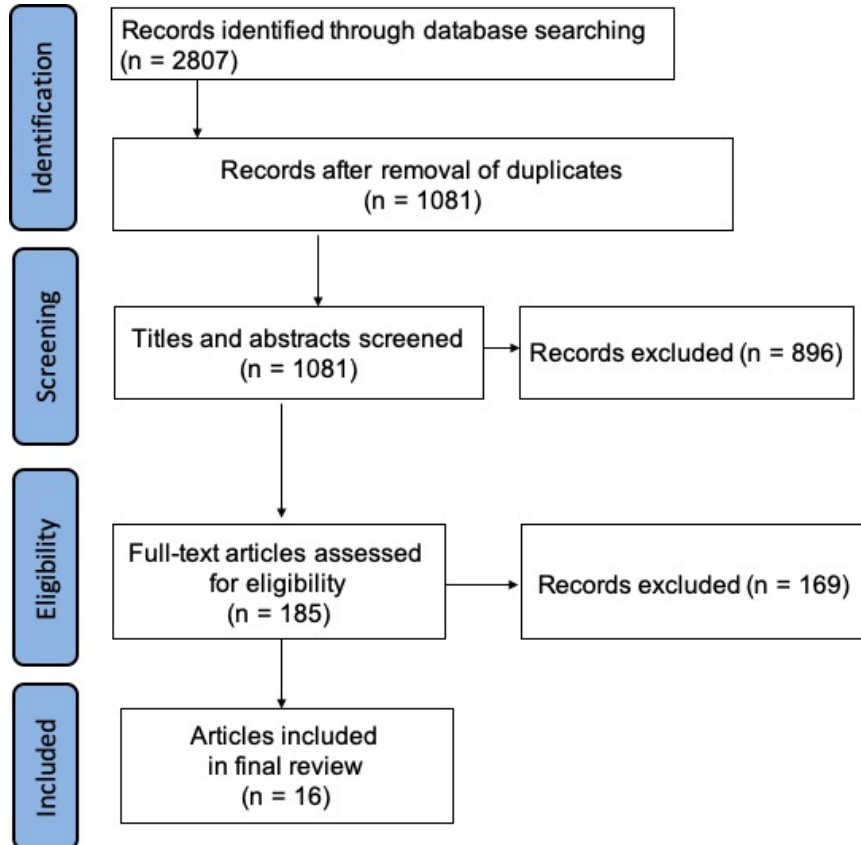 Identification
Records identified through database searching
(n = 2807)
Records after removal of duplicates
(n = 1081)
Screening
Titles and abstracts screened
(n = 1081)
Records excluded (n = 896)
Eligibility
Full-text articles assessed
for eligibility
(n = 185)
Records excluded (n = 169)
Included
Articles included
in final review
(n = 16)